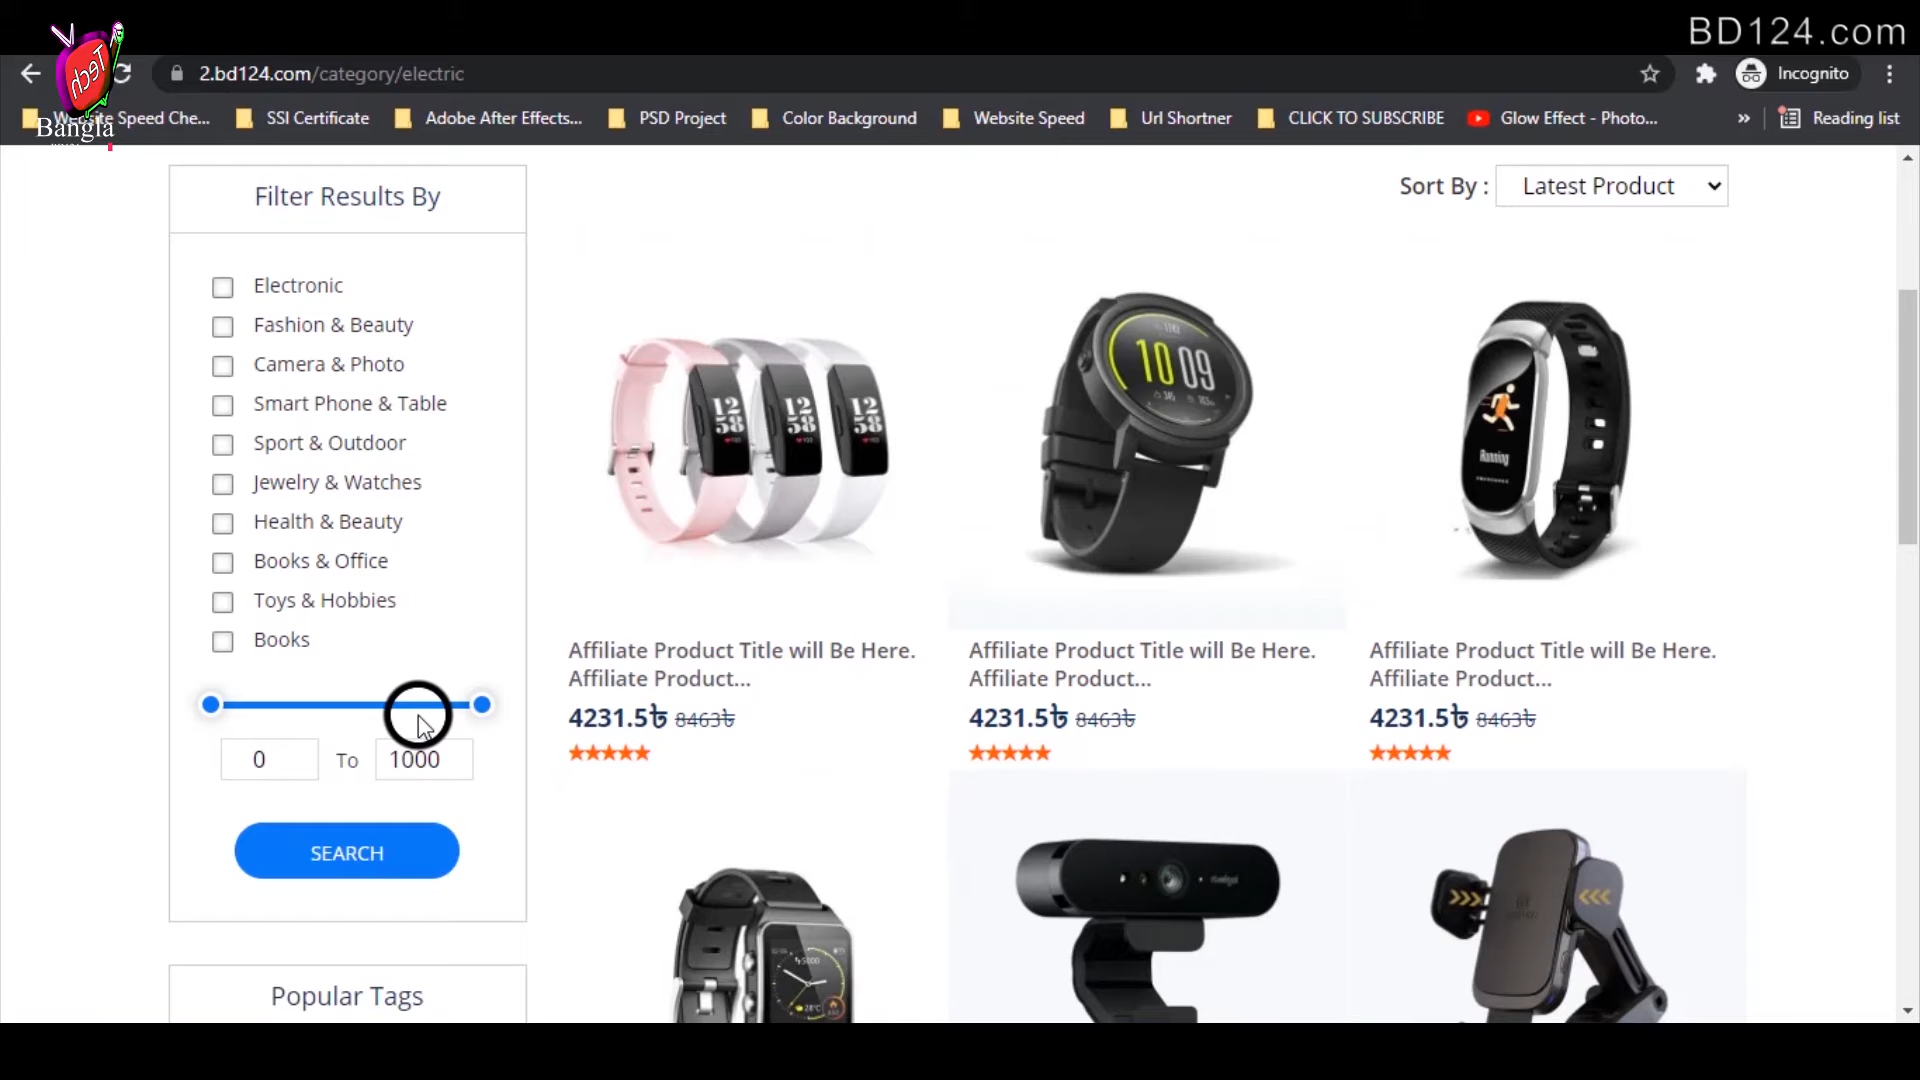 BD124.com
Tech
Bangla
2.bd124.com/category/electric
Incognito
Website Speed Che...
SSI Certificate
Adobe After Effects...
PSD Project
Color Background
Website Speed
Url Shortner
CLICK TO SUBSCRIBE
Glow Effect - Photo...
»
Reading list
Filter Results By
Sort By :
Latest Product
Electronic
Fashion & Beauty
Camera & Photo
Smart Phone & Table
Sport & Outdoor
Jewelry & Watches
Health & Beauty
Books & Office
Toys & Hobbies
Books
0
To
1000
SEARCH
Popular Tags
12
58
12
58
12
58
10 09
Running
Affiliate Product Title will Be Here.
Affiliate Product...
4231.5৳ 8463৳
Affiliate Product Title will Be Here.
Affiliate Product...
4231.5৳ 8463৳
Affiliate Product Title will Be Here.
Affiliate Product...
4231.5৳ 8463৳